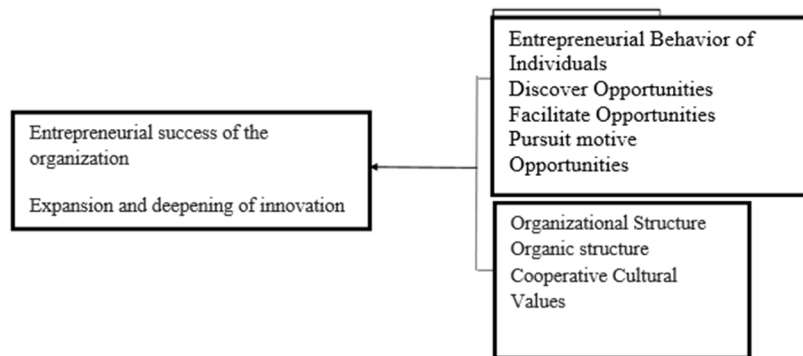 Entrepreneurial success of the
organization
Expansion and deepening of innovation
Entrepreneurial Behavior of
Individuals
Discover Opportunities
Facilitate Opportunities
Pursuit motive
Opportunities
Organizational Structure
Organic structure
Cooperative Cultural
Values